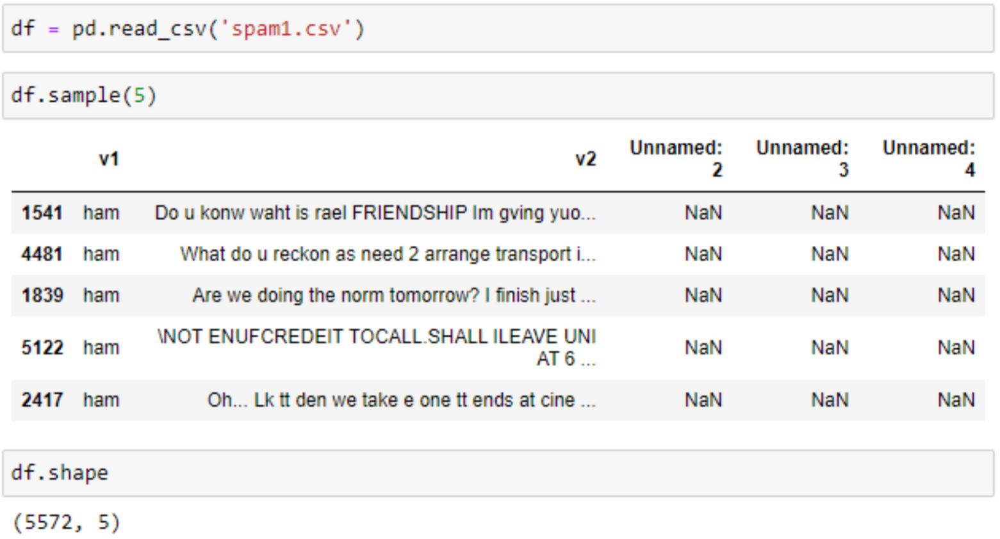 df = pd.read_csv('spam1.csv')
df.sample(5)
v1 v2 Unnamed: 2 Unnamed: 3 Unnamed: 4
1541 ham Do u konw waht is rael FRIENDSHIP Im gving yuo... NaN NaN NaN
4481 ham What do u reckon as need 2 arrange transport i... NaN NaN NaN
1839 ham Are we doing the norm tomorrow? I finish just ... NaN NaN NaN
5122 ham \NOT ENUFCREDEIT TOCALL.SHALL ILEAVE UNI AT 6 ... NaN NaN NaN
2417 ham Oh... Lk tt den we take e one tt ends at cine ... NaN NaN NaN
df.shape
(5572, 5)